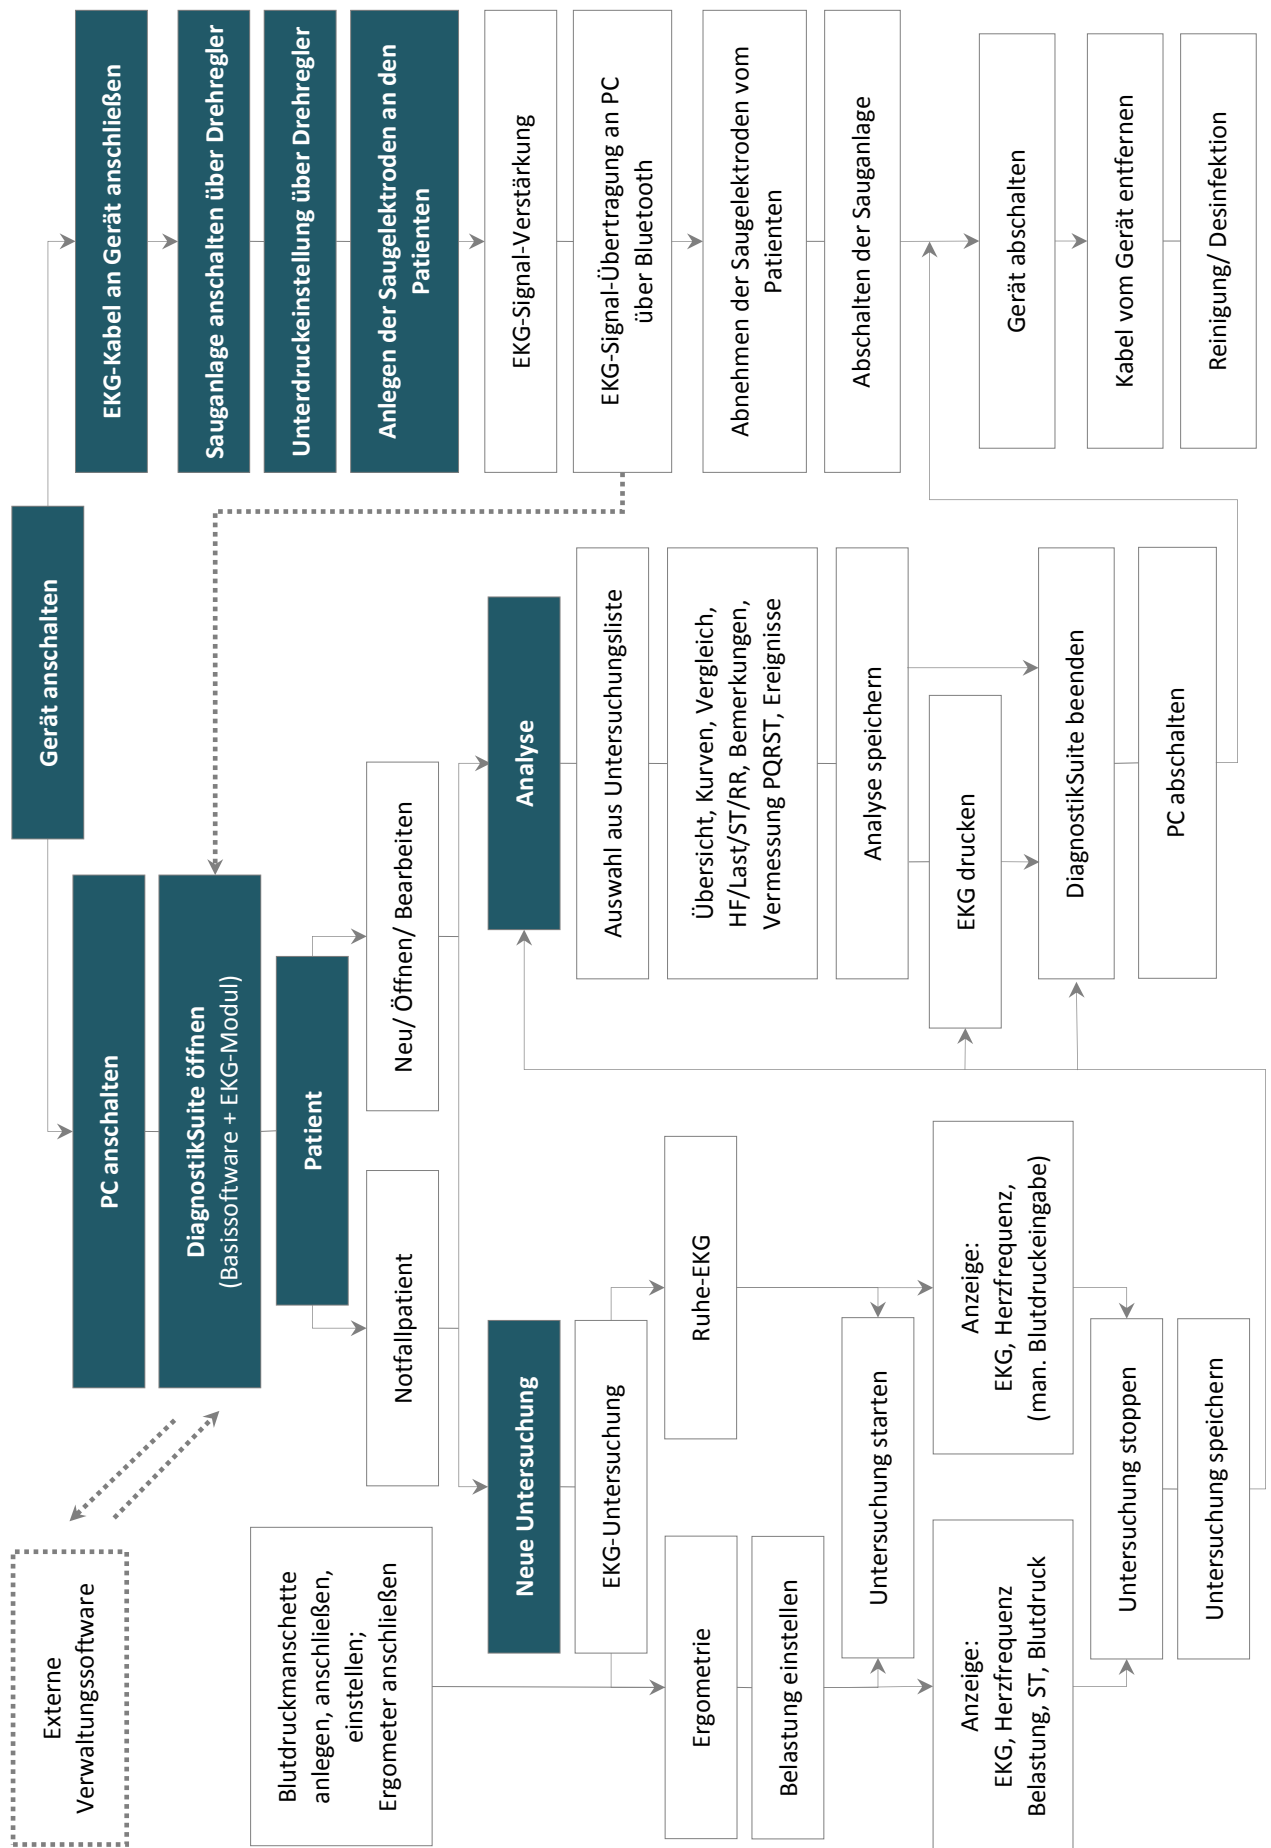 Gerät anschalten
PC anschalten
DiagnostikSuite öffnen
(Basissoftware + EKG-Modul)
Patient
Externe
Verwaltungssoftware
Notfallpatient
Neu/ Öffnen/ Bearbeiten
Blutdruckmanschette
anlegen, anschließen,
einstellen;
Ergometer anschließen
Neue Untersuchung
EKG-Untersuchung
Ergometrie
Belastung einstellen
Ruhe-EKG
Untersuchung starten
Anzeige:
EKG, Herzfrequenz
Belastung, ST, Blutdruck
Anzeige:
EKG, Herzfrequenz,
(man. Blutdruckeingabe)
Untersuchung stoppen
Untersuchung speichern
Analyse
Auswahl aus Untersuchungsliste
Übersicht, Kurven, Vergleich,
HF/Last/ST/RR, Bemerkungen,
Vermessung PQRST, Ereignisse
Analyse speichern
EKG drucken
DiagnostikSuite beenden
PC abschalten
EKG-Kabel an Gerät anschließen
Sauganlage anschalten über Drehregler
Unterdruckeinstellung über Drehregler
Anlegen der Saugelektroden an den
Patienten
EKG-Signal-Verstärkung
EKG-Signal-Übertragung an PC
über Bluetooth
Abnehmen der Saugelektroden vom
Patienten
Abschalten der Sauganlage
Gerät abschalten
Kabel vom Gerät entfernen
Reinigung/ Desinfektion